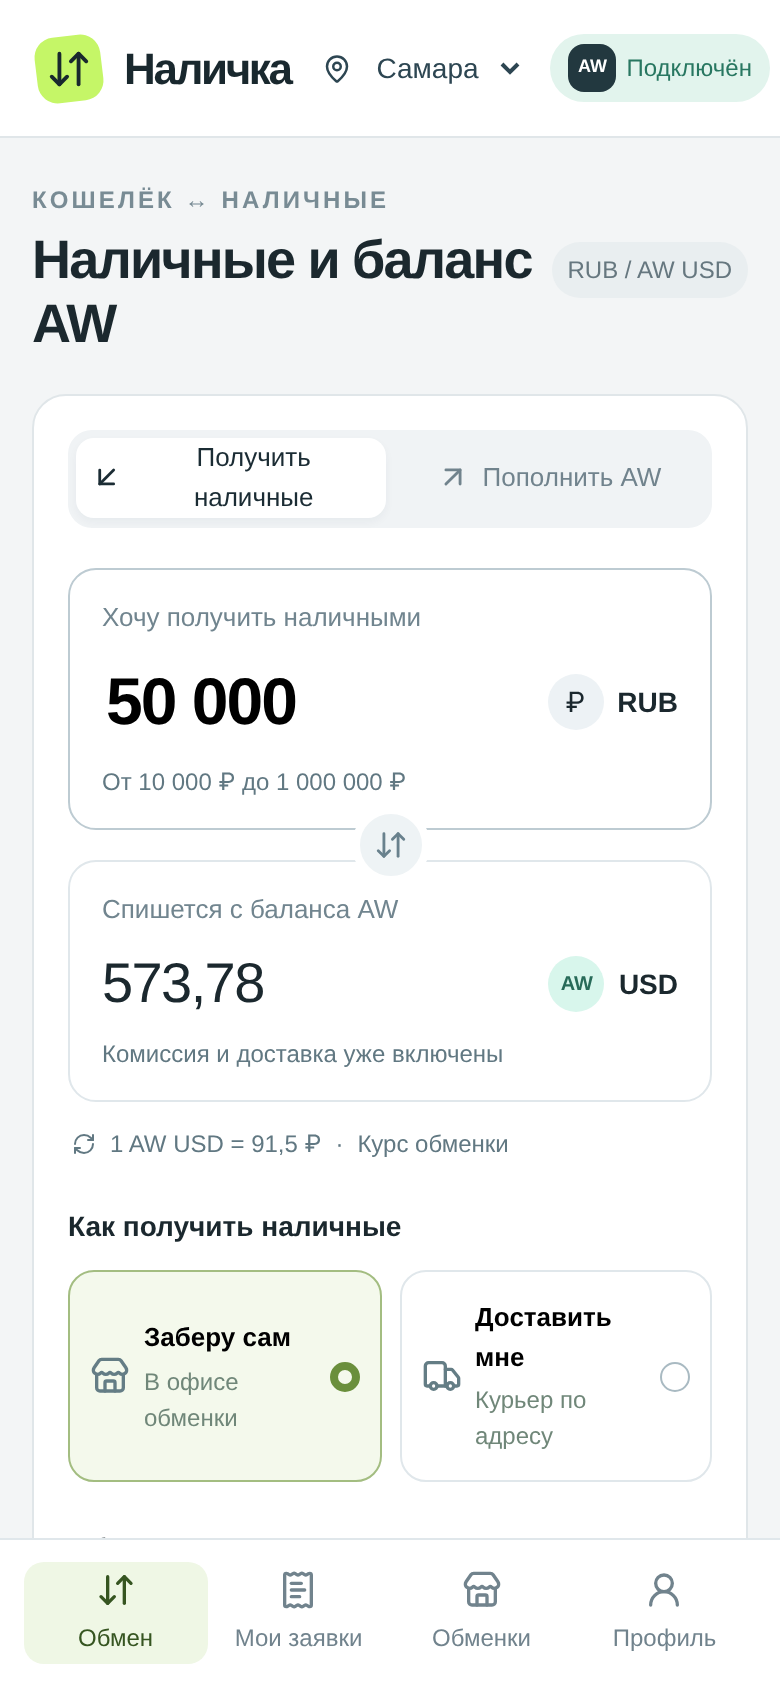 Наличка
Самара
AW Подключён
КОШЕЛЁК ↔ НАЛИЧНЫЕ
Наличные и баланс
AW
RUB / AW USD
Получить
наличные
Пополнить AW
Хочу получить наличными
50 000
₽ RUB
От 10 000 ₽ до 1 000 000 ₽
Спишется с баланса AW
573,78
AW USD
Комиссия и доставка уже включены
1 AW USD = 91,5 ₽ · Курс обменки
Как получить наличные
Заберу сам
В офисе
обменки
Доставить
мне
Курьер по
адресу
Обмен
Мои заявки
Обменки
Профиль